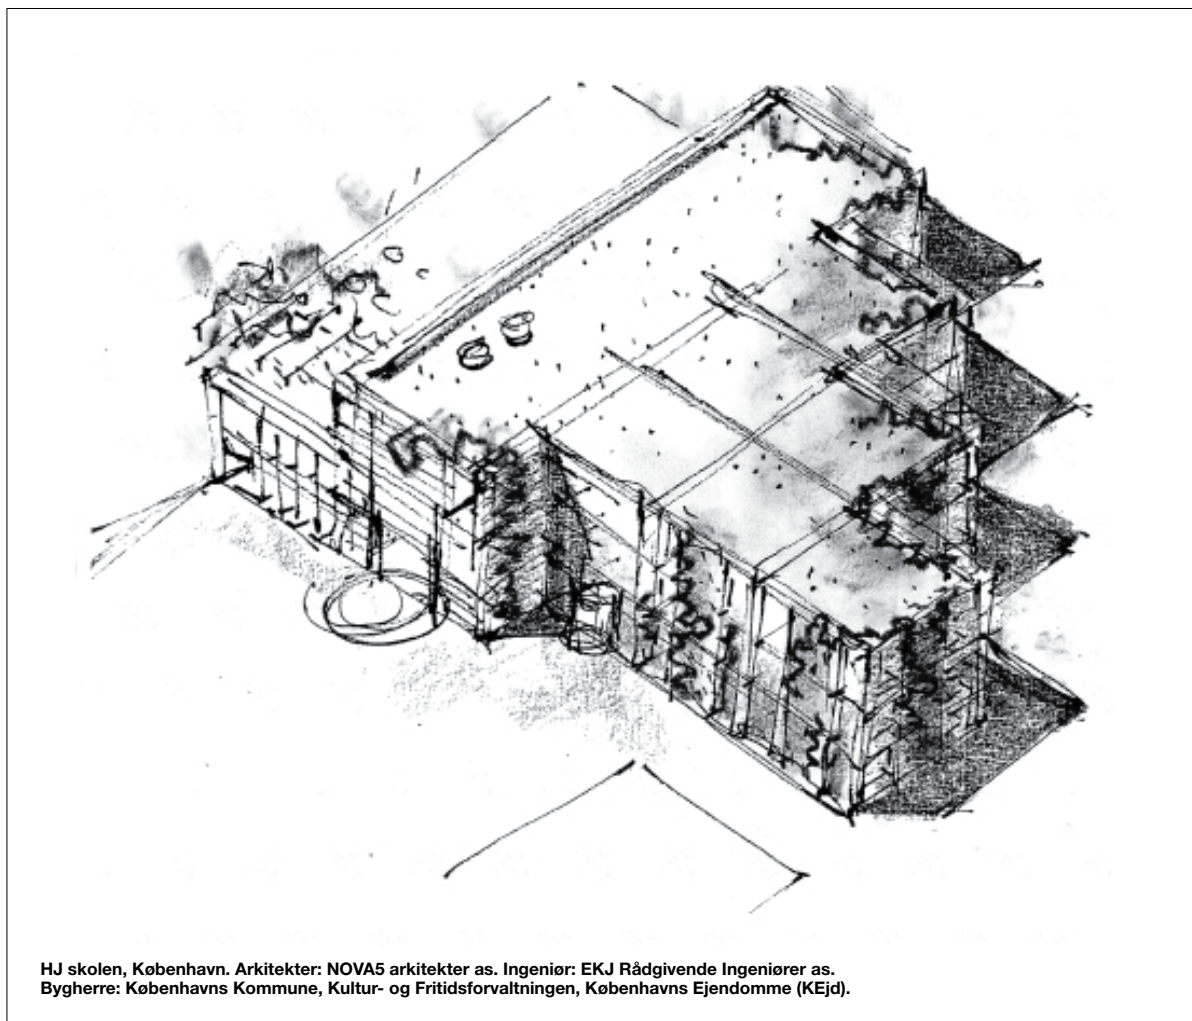 HJ skolen, København. Arkitekter: NOVA5 arkitekter as. Ingeniør: EKJ Rådgivende Ingeniører as.
Bygherre: Københavns Kommune, Kultur- og Fritidsforvaltningen, Københavns Ejendomme (KEjd).